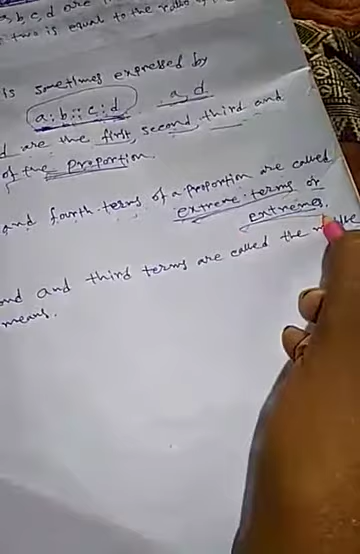 b, c, d are
two is equal to the ratio of
is sometimes expressed by
a:b::c:d a, d
d are the first, second, third and
of the proportion.
and fourth terms of a proportion are called
extreme terms or
extremes.
and third terms are called the
means.